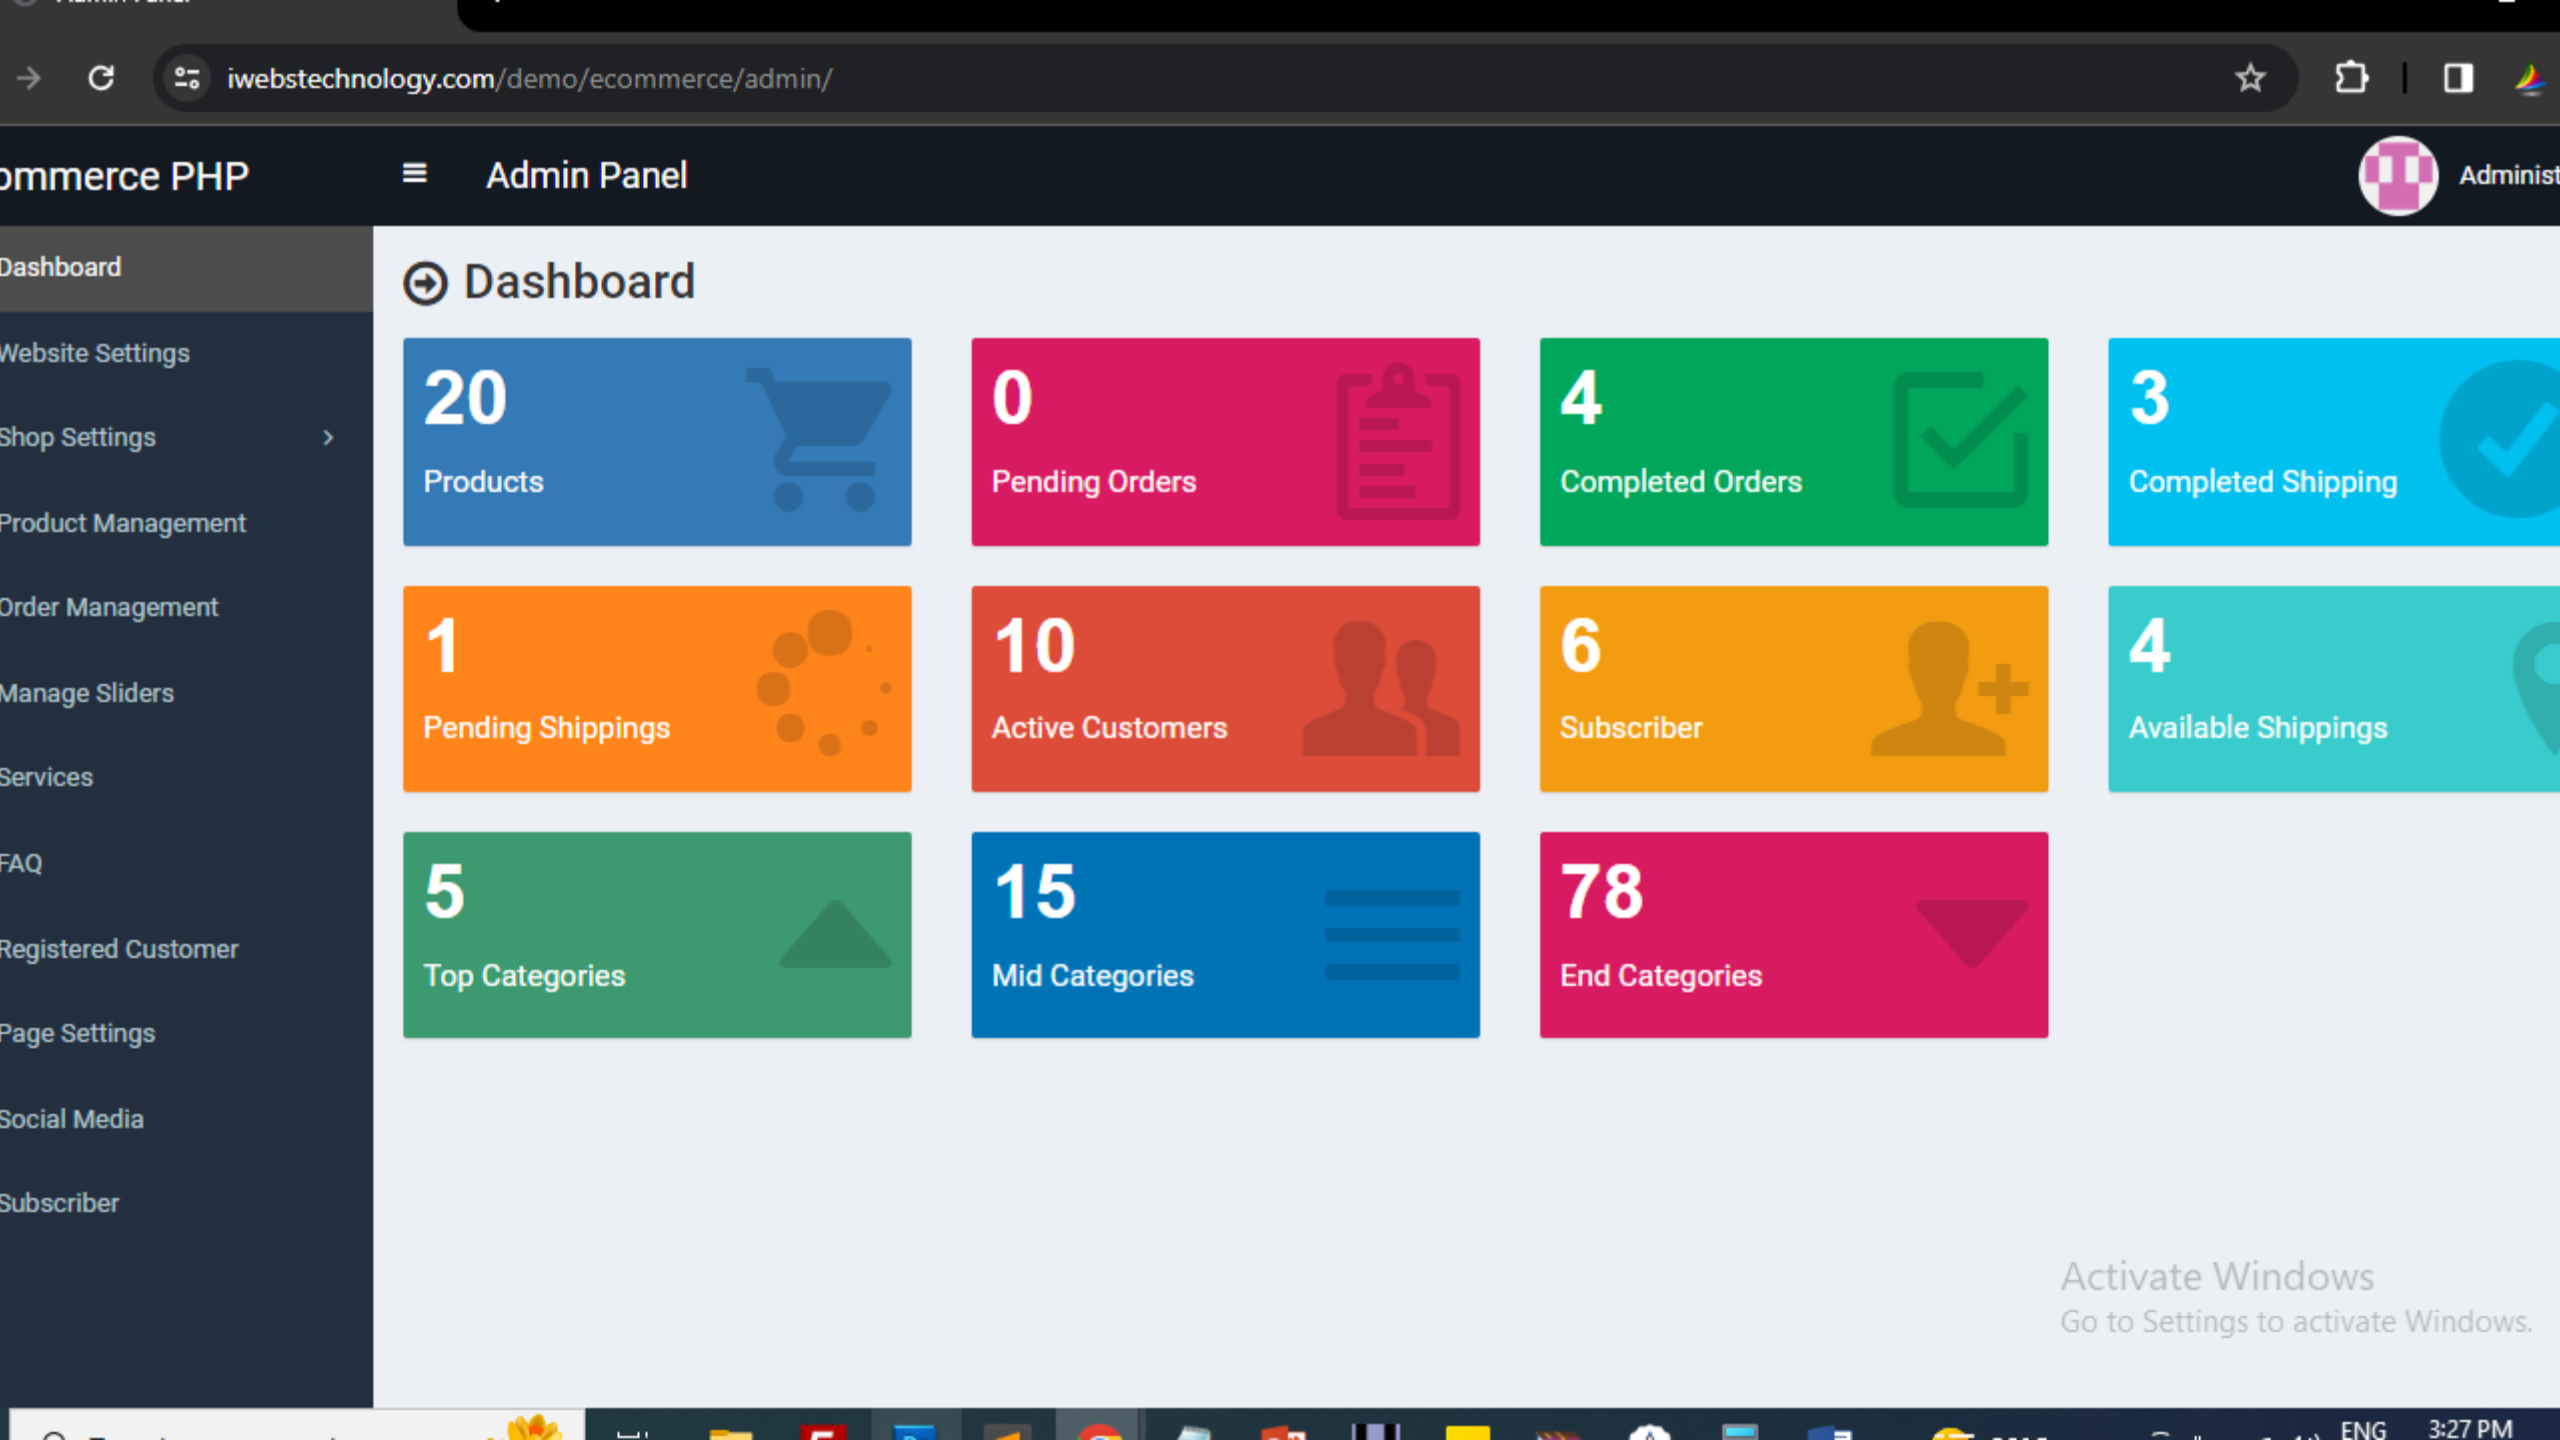 iwebstechnology.com/demo/ecommerce/admin/
ommerce PHP
Admin Panel
Administ
Dashboard
Website Settings
Shop Settings
Product Management
Order Management
Manage Sliders
Services
FAQ
Registered Customer
Page Settings
Social Media
Subscriber
Dashboard
20
Products
0
Pending Orders
4
Completed Orders
3
Completed Shipping
1
Pending Shippings
10
Active Customers
6
Subscriber
4
Available Shippings
5
Top Categories
15
Mid Categories
78
End Categories
Activate Windows
Go to Settings to activate Windows.
ENG
3:27 PM